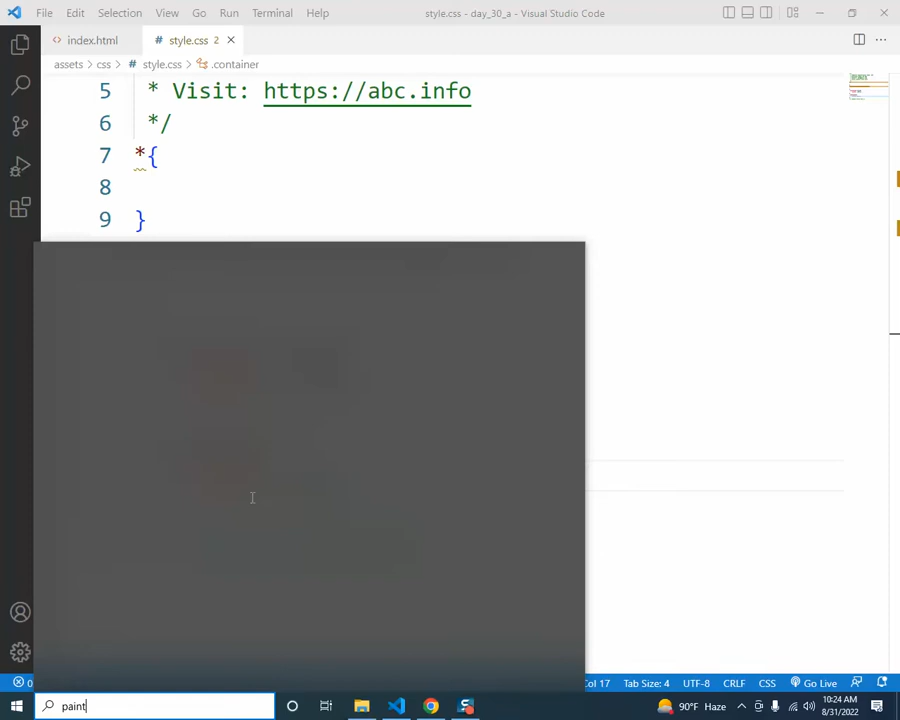 File Edit Selection View Go Run Terminal Help style.css - day_30_a - Visual Studio Code
<> index.html # style.css 2
assets > css > # style.css > .container
5 * Visit: https://abc.info
6 */
7 *{
8
9 }
0 Col 17 Tab Size: 4 UTF-8 CRLF CSS Go Live
paint
90°F Haze 10:24 AM
8/31/2022